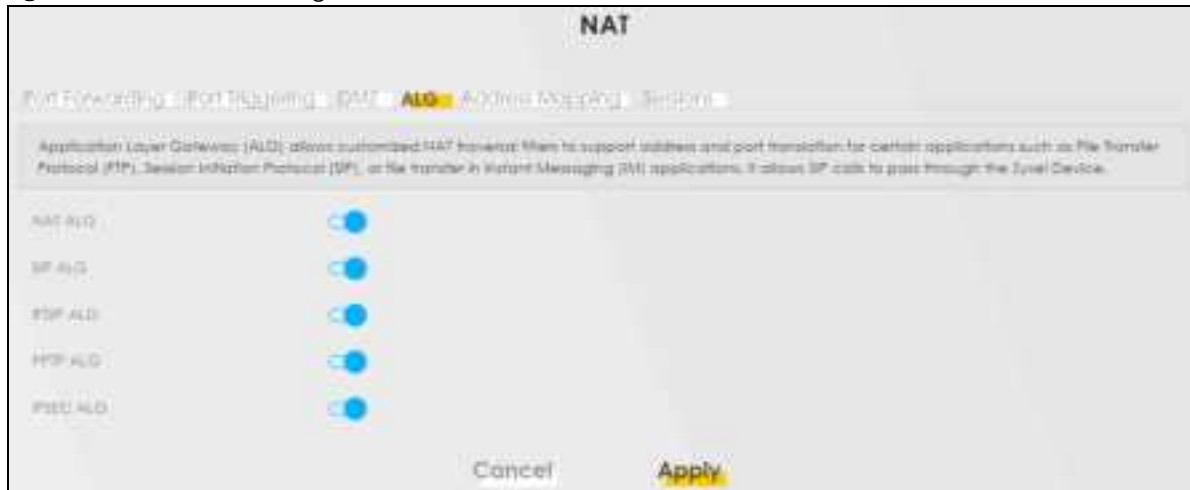 NAT
Port Forwarding Port Triggering DMZ ALG Address Mapping Sessions
Application Layer Gateway (ALG) allows customized NAT traversal filters to support address and port translation for certain applications such as File Transfer
Protocol (FTP), Session Initiation Protocol (SIP), or file transfer in Instant Messaging (IM) applications. It allows SIP calls to pass through the Zyxel Device.
NAT ALG
SIP ALG
RTSP ALG
PPTP ALG
IPSEC ALG
Cancel Apply